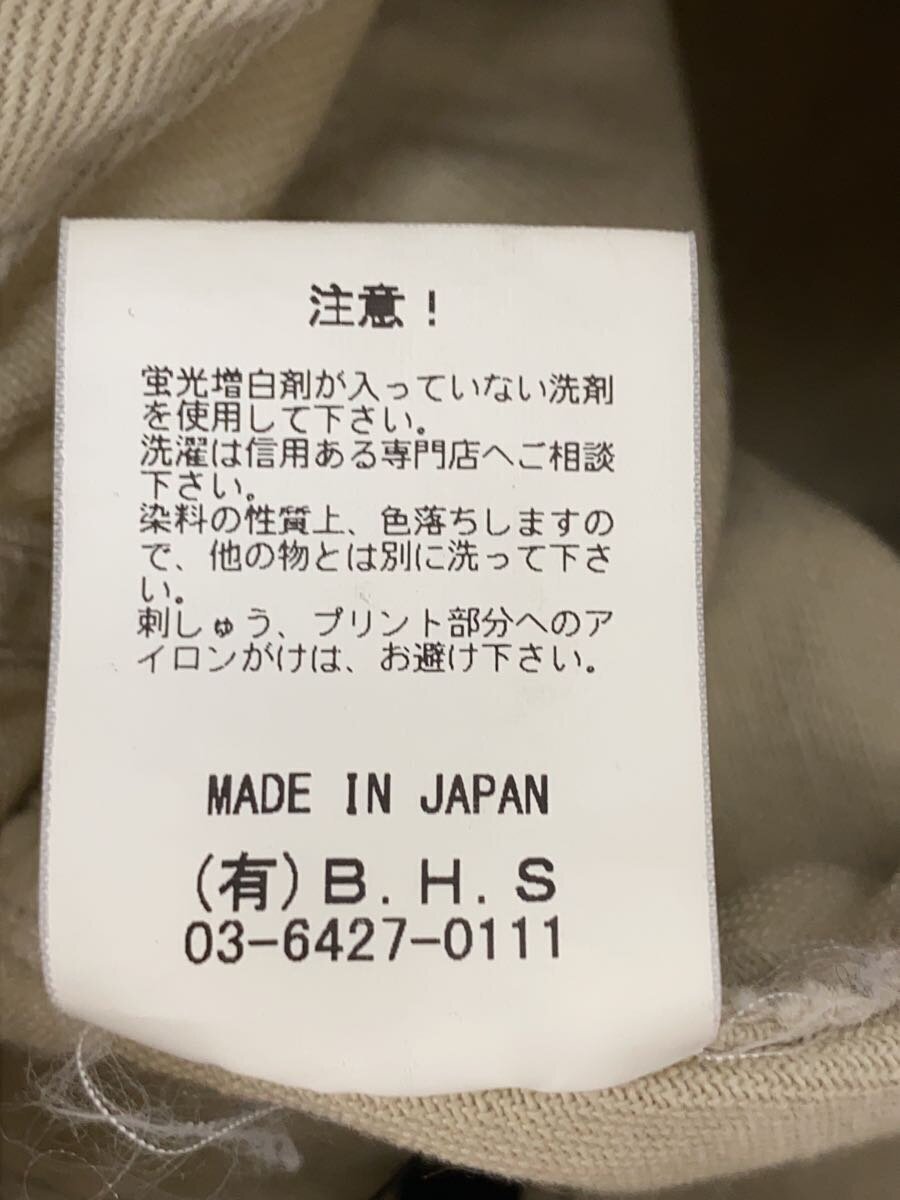 注意！
蛍光増白剤が入っていない洗剤
を使用して下さい。
洗濯は信用ある専門店へご相談
下さい。
染料の性質上、色落ちしますの
で、他の物とは別に洗って下さ
い。
刺しゅう、プリント部分へのア
イロンがけは、お避け下さい。
MADE IN JAPAN
(有)B.H.S
03-6427-0111